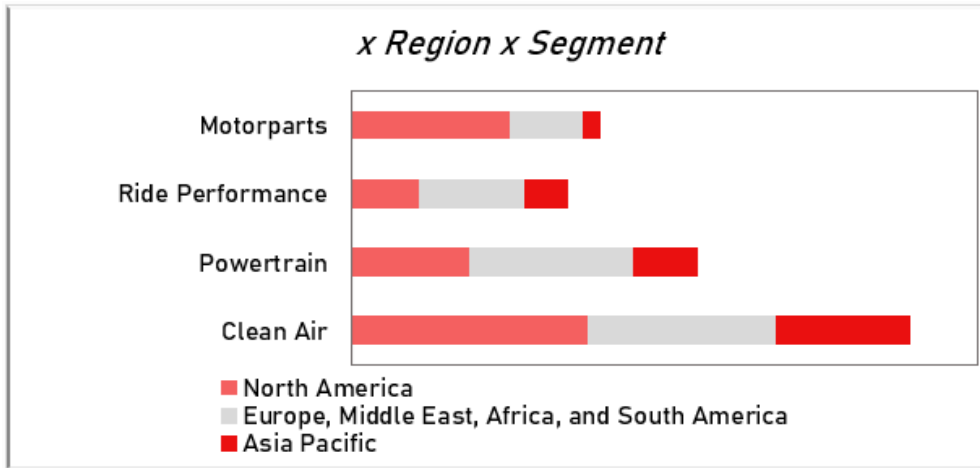 x Region x Segment
Motorparts
Ride Performance
Powertrain
Clean Air
North America
Europe, Middle East, Africa, and South America
Asia Pacific